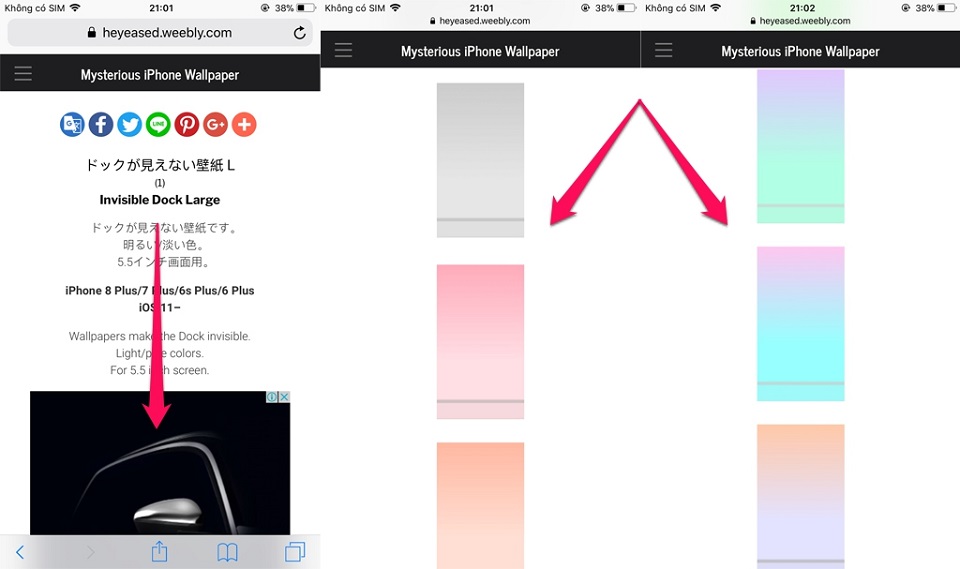 Không có SIM
21:01
38%
heyeased.weebly.com
Mysterious iPhone Wallpaper
LINE
G+
ドックが見えない壁紙 L
(1)
Invisible Dock Large
ドックが見えない壁紙です。
明るい/淡い色。
5.5インチ画面用。
iPhone 8 Plus/7 Plus/6s Plus/6 Plus
iOS 11–
Wallpapers make the Dock invisible.
Light/pale colors.
For 5.5 inch screen.
Không có SIM
21:01
38%
heyeased.weebly.com
Mysterious iPhone Wallpaper
Không có SIM
21:02
38%
heyeased.weebly.com
Mysterious iPhone Wallpaper